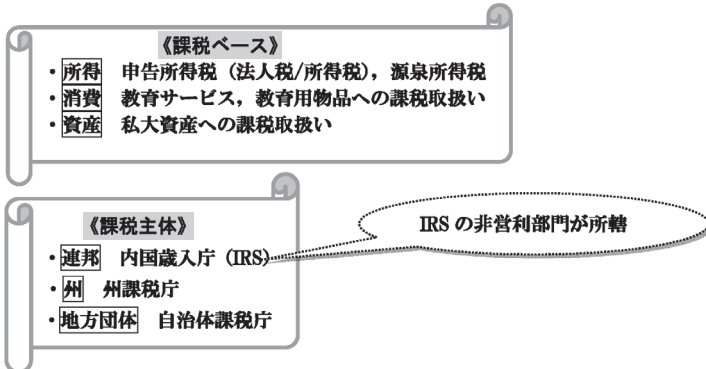 《課税ベース》
・所得　申告所得税（法人税/所得税），源泉所得税
・消費　教育サービス，教育用物品への課税取扱い
・資産　私大資産への課税取扱い
《課税主体》
・連邦　内国歳入庁（IRS）
IRSの非営利部門が所轄
・州　州課税庁
・地方団体　自治体課税庁